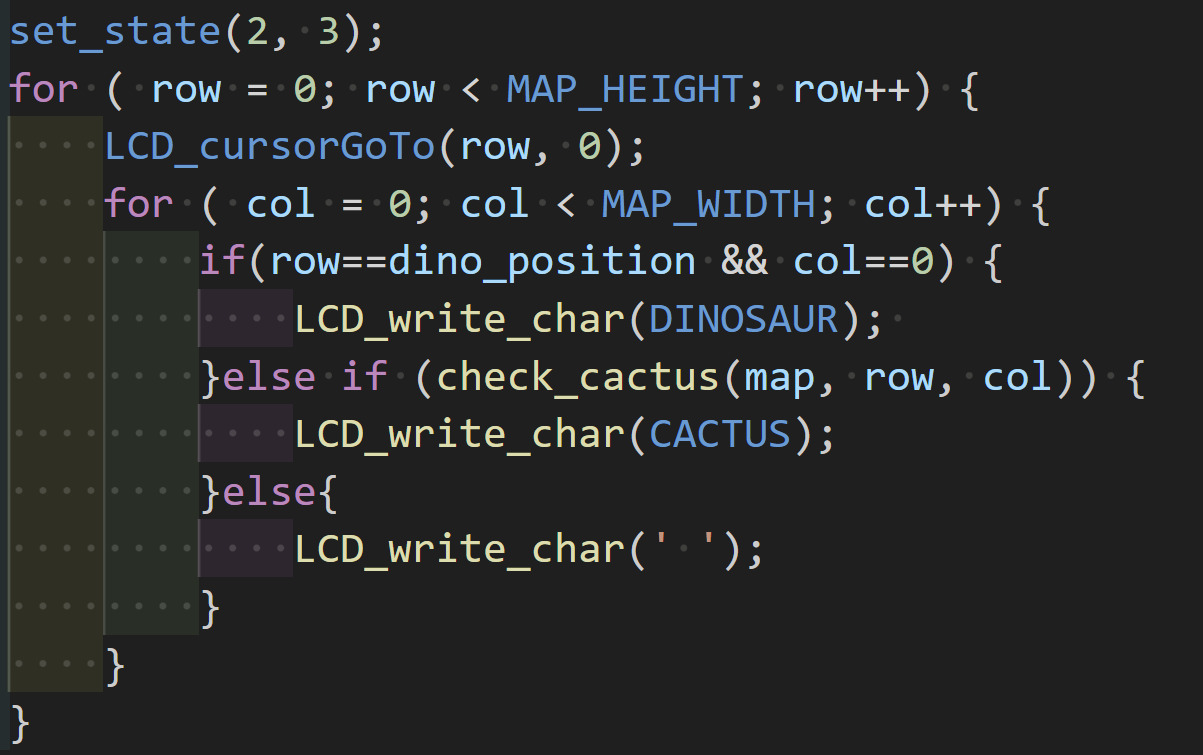 set_state(2, 3);
for ( row = 0; row < MAP_HEIGHT; row++) {
    LCD_cursorGoTo(row, 0);
    for ( col = 0; col < MAP_WIDTH; col++) {
        if(row==dino_position && col==0) {
            LCD_write_char(DINOSAUR); 
        }else if (check_cactus(map, row, col)) {
            LCD_write_char(CACTUS);
        }else{
            LCD_write_char(' ');
        }
    }
}